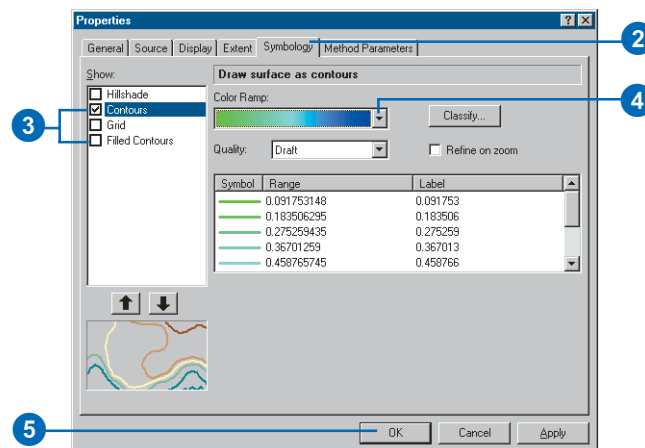 Properties
? X
General Source Display Extent Symbology Method Parameters
2
Show:
Draw surface as contours
Hillshade
Contours
Grid
Filled Contours
3
Color Ramp:
4
Classify...
Quality: Draft
Refine on zoom
Symbol Range Label
0.091753148 0.091753
0.183506295 0.183506
0.275259435 0.275259
0.36701259 0.367013
0.458765745 0.458766
5
OK Cancel Apply